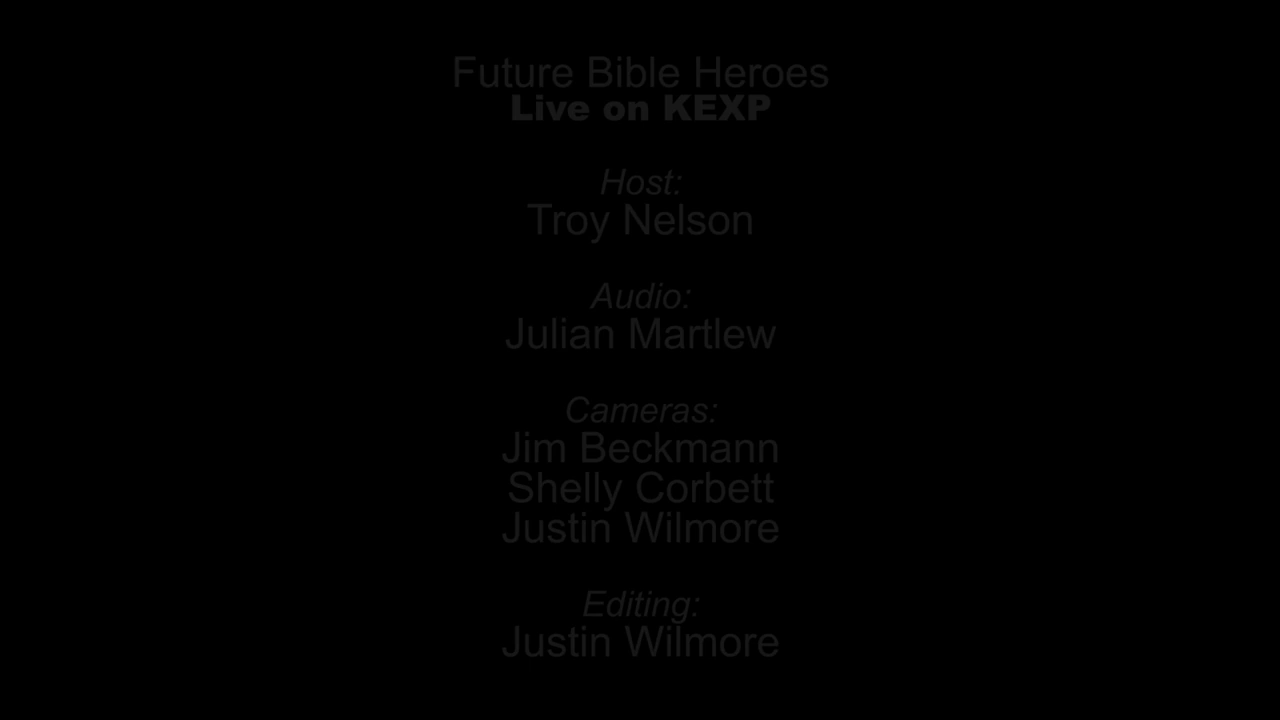 Future Bible Heroes
Live on KEXP
Host:
Troy Nelson
Audio:
Julian Martlew
Cameras:
Jim Beckmann
Shelly Corbett
Justin Wilmore
Editing:
Justin Wilmore